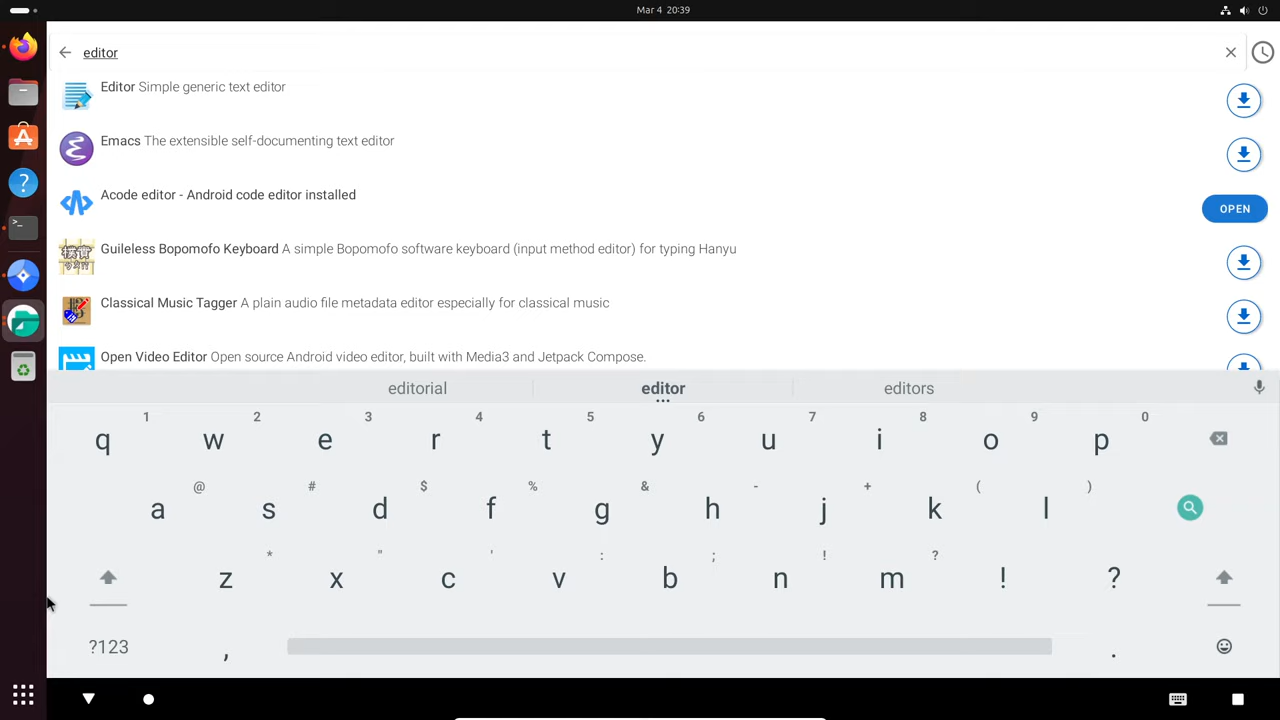 Mar 4 20:39
editor
Editor Simple generic text editor
Emacs The extensible self-documenting text editor
Acode editor - Android code editor installed
OPEN
Guileless Bopomofo Keyboard A simple Bopomofo software keyboard (input method editor) for typing Hanyu
Classical Music Tagger A plain audio file metadata editor especially for classical music
Open Video Editor Open source Android video editor, built with Media3 and Jetpack Compose.
editorial editor editors
1 2 3 4 5 6 7 8 9 0
q w e r t y u i o p
@ # $ % & - + ( )
a s d f g h j k l
* " ' : ; ! ?
z x c v b n m ! ?
?123 , .